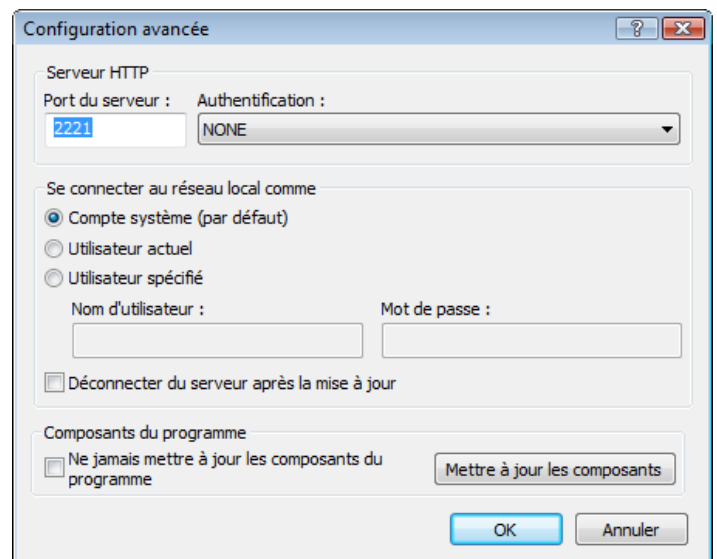 Configuration avancée
Serveur HTTP
Port du serveur : Authentification :
2221 NONE
Se connecter au réseau local comme
Compte système (par défaut)
Utilisateur actuel
Utilisateur spécifié
Nom d'utilisateur : Mot de passe :
Déconnecter du serveur après la mise à jour
Composants du programme
Ne jamais mettre à jour les composants du
programme
Mettre à jour les composants
OK Annuler